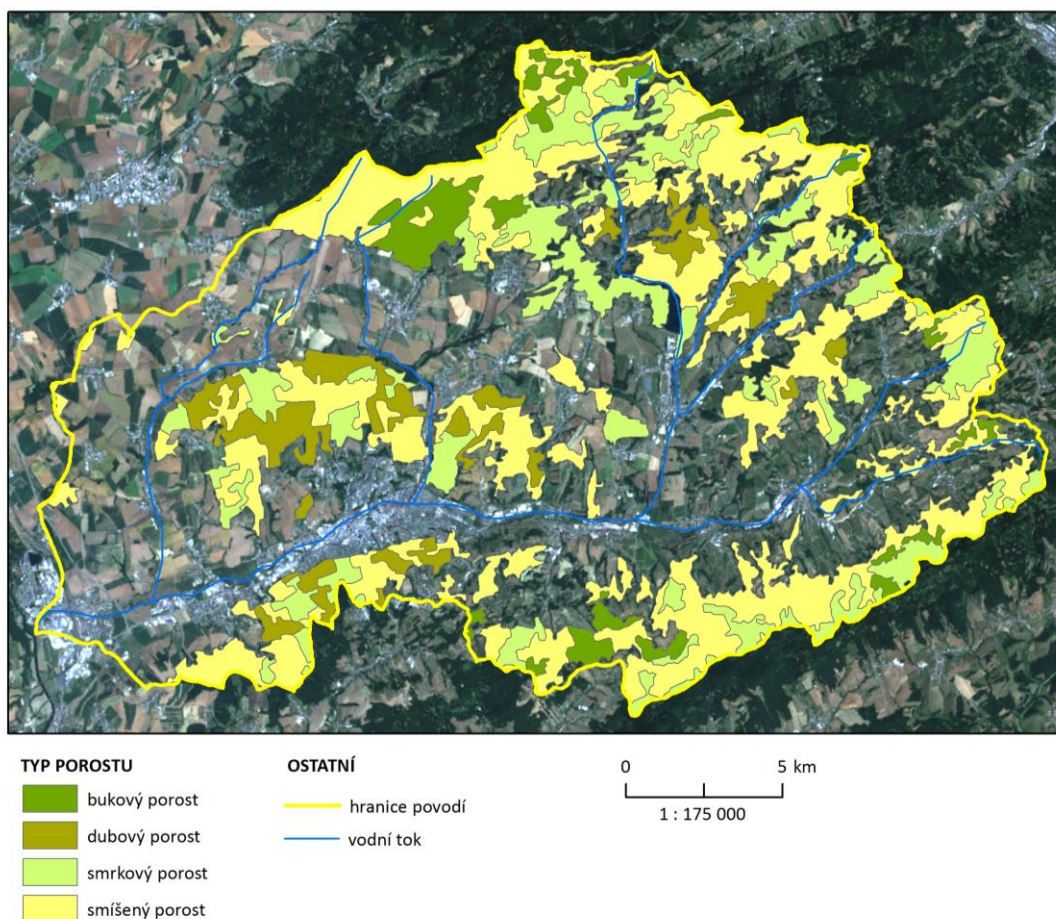 TYP POROSTU
bukový porost
dubový porost
smrkový porost
smíšený porost
OSTATNÍ
hranice povodí
vodní tok
0 5 km
1 : 175 000